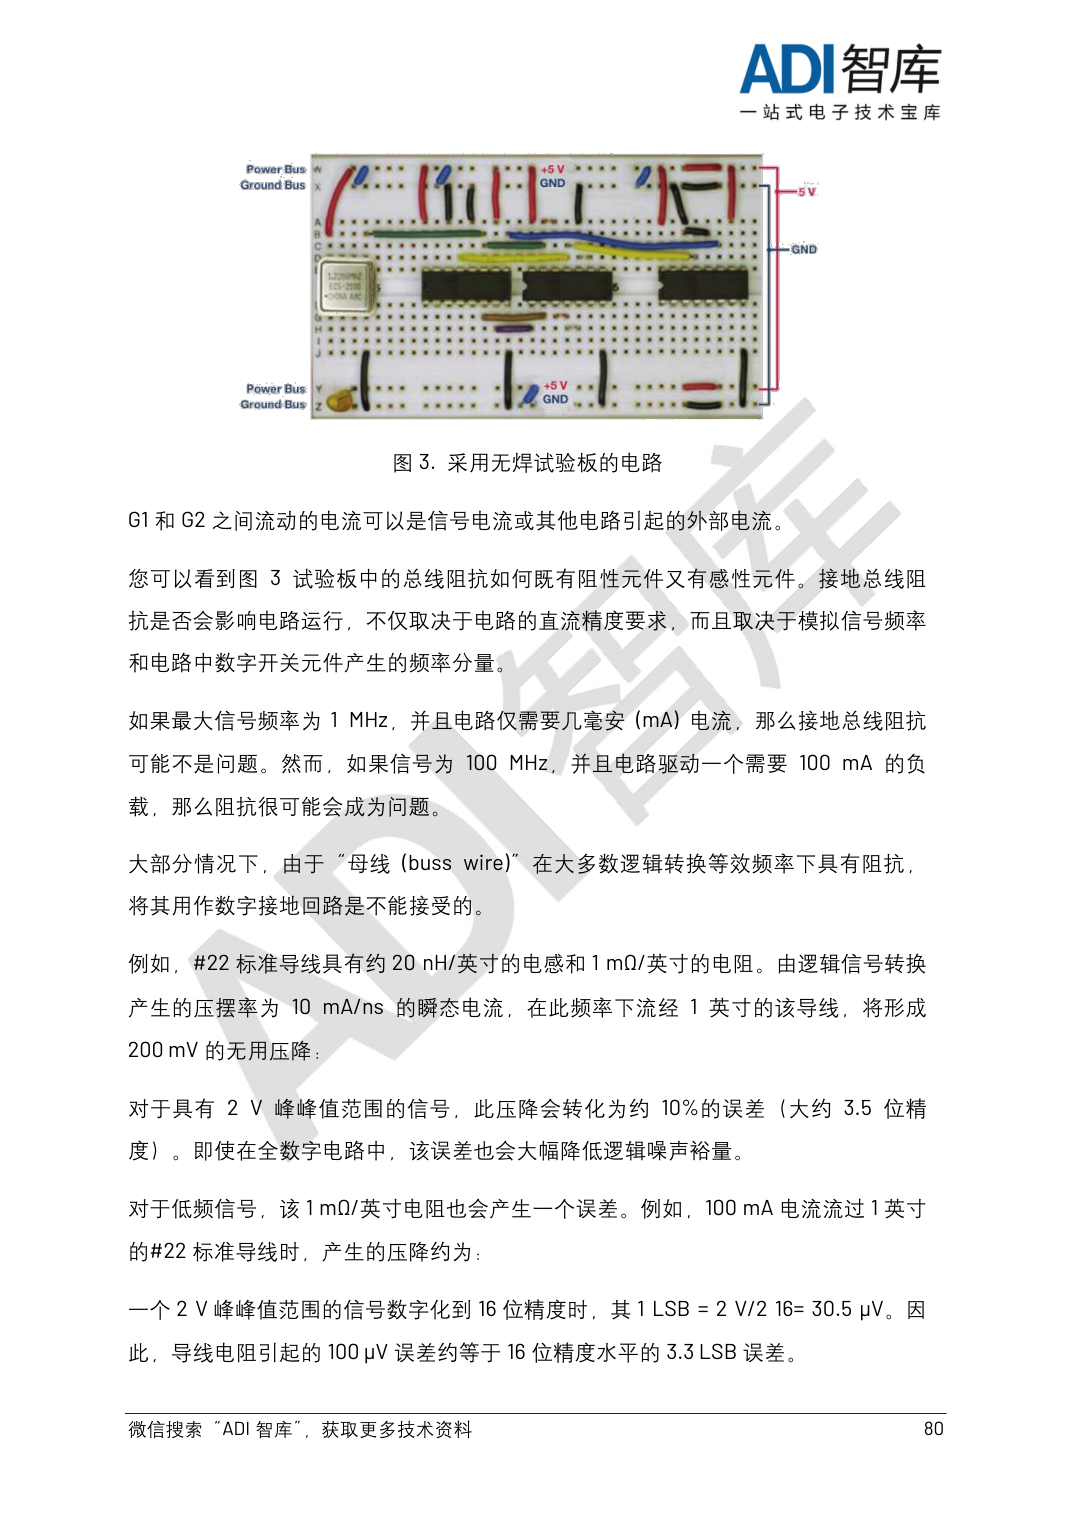 ADI智库
一站式电子技术宝库
Power Bus
Ground Bus
+5 V
GND
5 V
GND
W
X
A
B
C
D
G
H
I
J
Power Bus
Ground Bus
Y
Z
+5 V
GND
图 3. 采用无焊试验板的电路
G1 和 G2 之间流动的电流可以是信号电流或其他电路引起的外部电流。
您可以看到图 3 试验板中的总线阻抗如何既有阻性元件又有感性元件。接地总线阻
抗是否会影响电路运行，不仅取决于电路的直流精度要求，而且取决于模拟信号频率
和电路中数字开关元件产生的频率分量。
如果最大信号频率为 1 MHz，并且电路仅需要几毫安 (mA) 电流，那么接地总线阻抗
可能不是问题。然而，如果信号为 100 MHz，并且电路驱动一个需要 100 mA 的负
载，那么阻抗很可能会成为问题。
大部分情况下，由于“母线 (buss wire)”在大多数逻辑转换等效频率下具有阻抗，
将其用作数字接地回路是不能接受的。
例如，#22 标准导线具有约 20 nH/英寸的电感和 1 mΩ/英寸的电阻。由逻辑信号转换
产生的压摆率为 10 mA/ns 的瞬态电流，在此频率下流经 1 英寸的该导线，将形成
200 mV 的无用压降：
对于具有 2 V 峰峰值范围的信号，此压降会转化为约 10%的误差（大约 3.5 位精
度）。即使在全数字电路中，该误差也会大幅降低逻辑噪声裕量。
对于低频信号，该 1 mΩ/英寸电阻也会产生一个误差。例如，100 mA 电流流过 1 英寸
的#22 标准导线时，产生的压降约为：
一个 2 V 峰峰值范围的信号数字化到 16 位精度时，其 1 LSB = 2 V/2 16= 30.5 µV。因
此，导线电阻引起的 100 µV 误差约等于 16 位精度水平的 3.3 LSB 误差。
ADI智库
微信搜索“ADI 智库”，获取更多技术资料
80